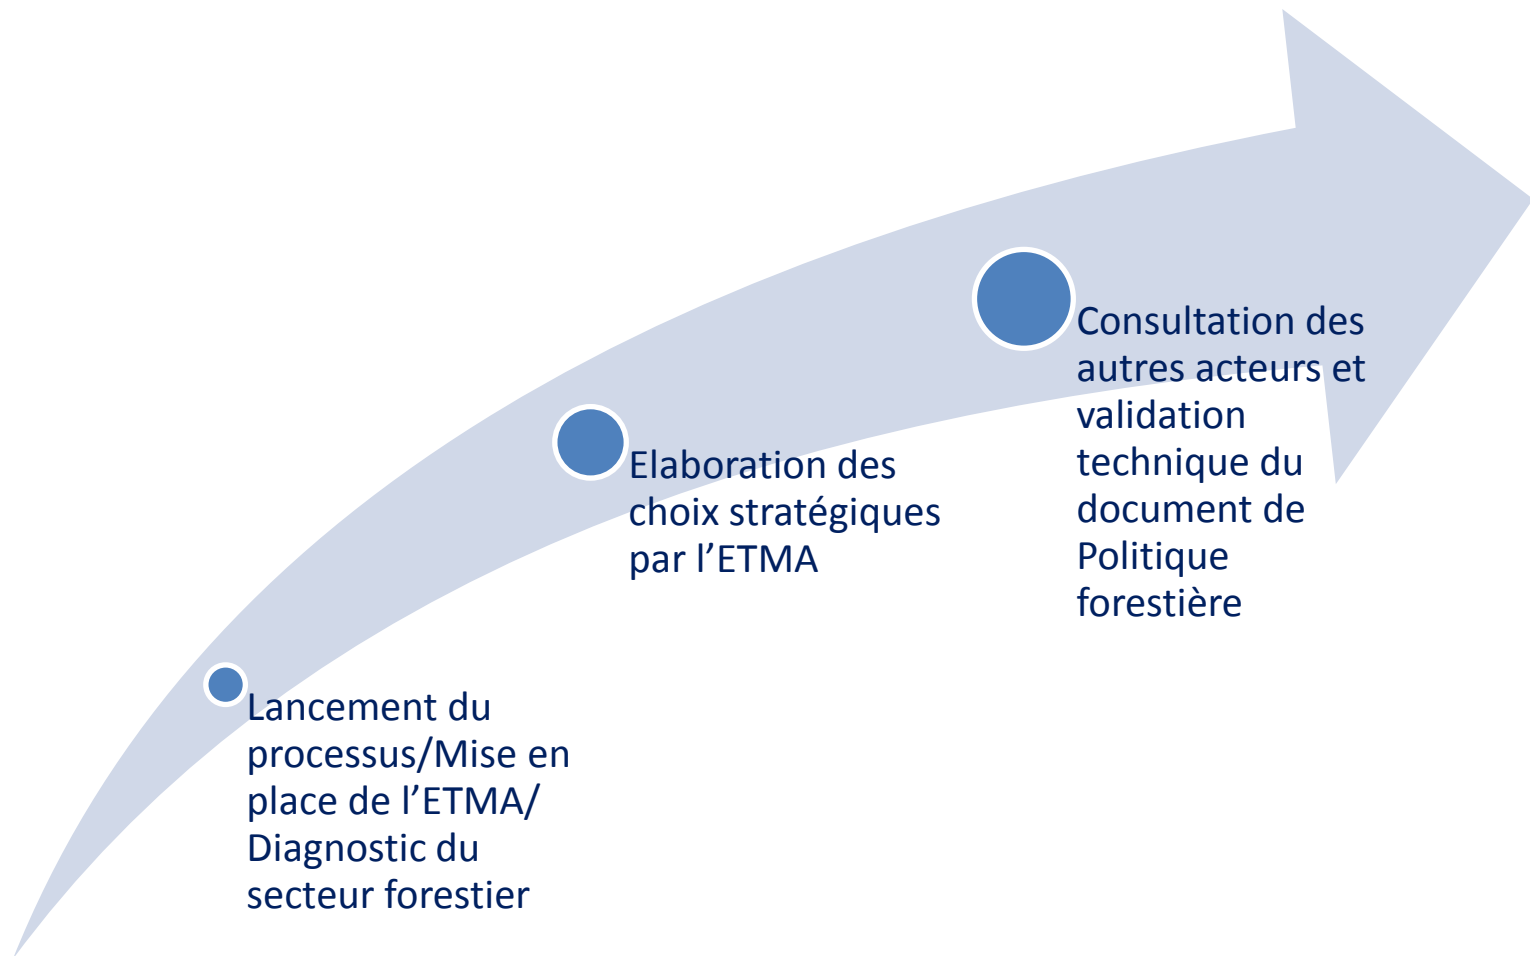 Lancement du
processus/Mise en
place de l’ETMA/
Diagnostic du
secteur forestier
Elaboration des
choix stratégiques
par l’ETMA
Consultation des
autres acteurs et
validation
technique du
document de
Politique
forestière